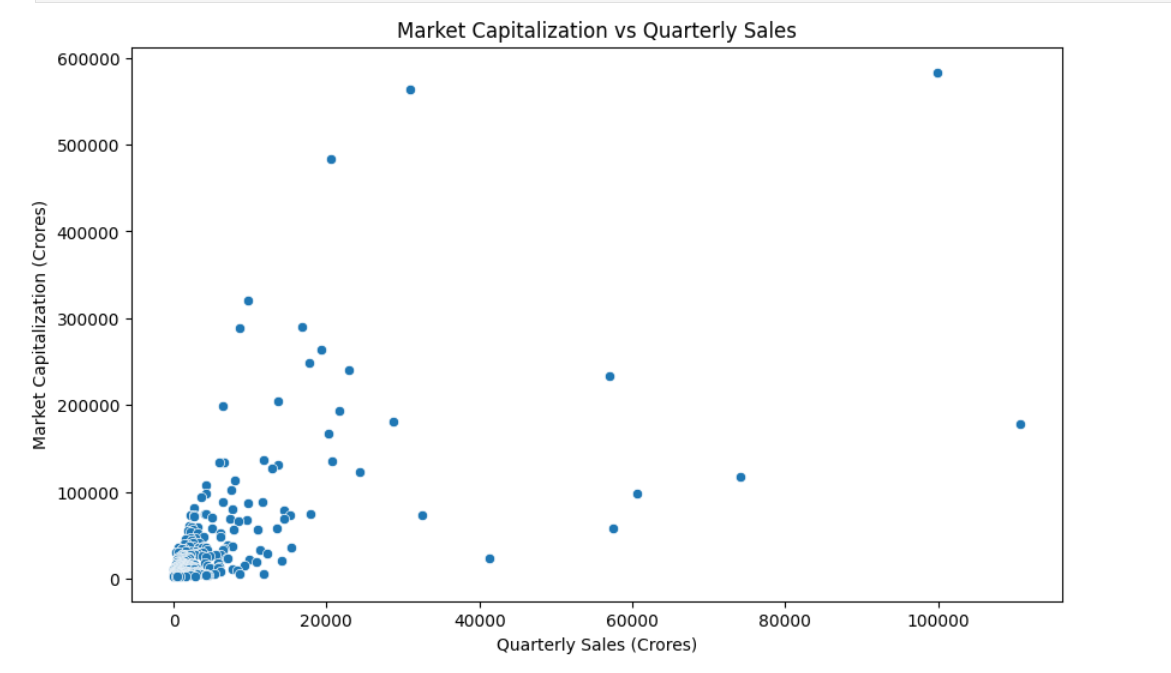 Market Capitalization vs Quarterly Sales
600000
500000
400000
300000
200000
100000
0
Market Capitalization (Crores)
0 20000 40000 60000 80000 100000
Quarterly Sales (Crores)